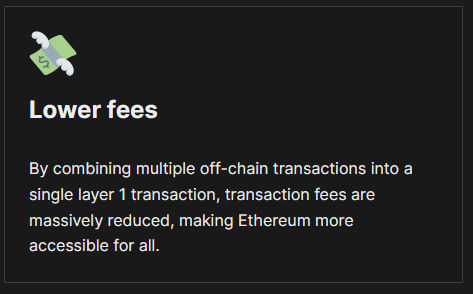 Lower fees
By combining multiple off-chain transactions into a
single layer 1 transaction, transaction fees are
massively reduced, making Ethereum more
accessible for all.